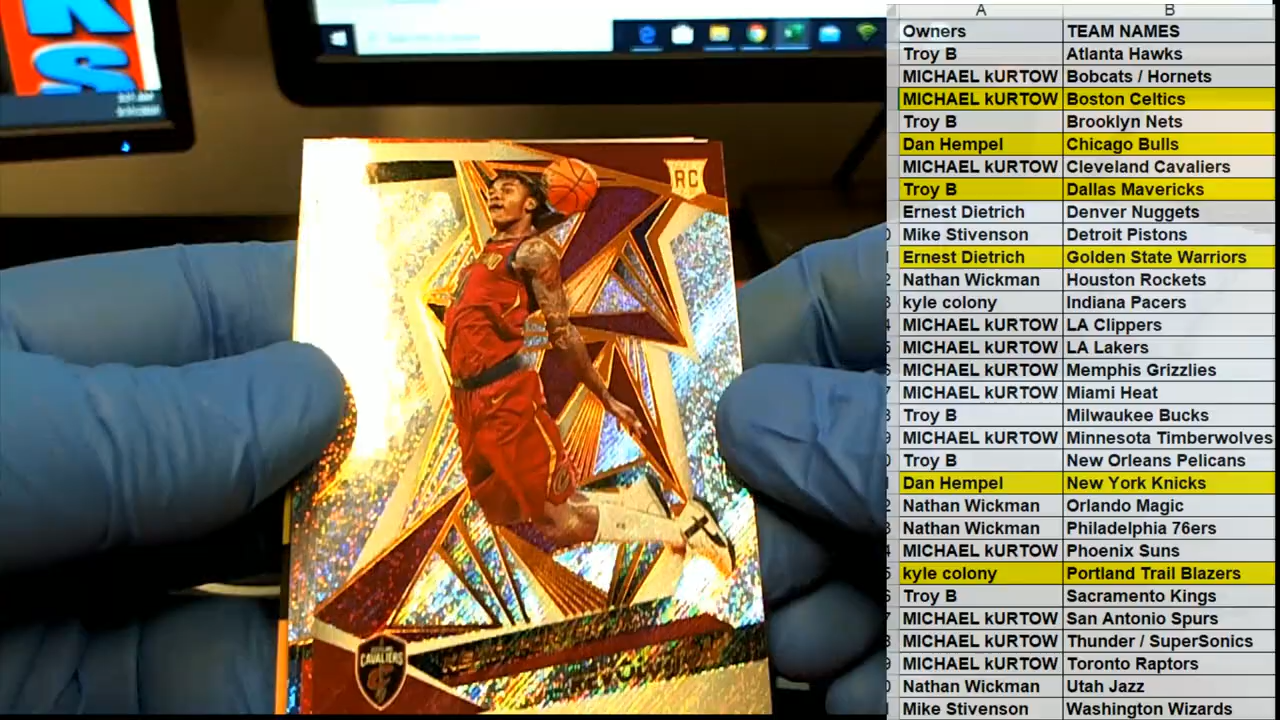 KS
RC
CAVALIERS
A B
Owners TEAM NAMES
Troy B Atlanta Hawks
MICHAEL kURTOW Bobcats / Hornets
MICHAEL kURTOW Boston Celtics
Troy B Brooklyn Nets
Dan Hempel Chicago Bulls
MICHAEL kURTOW Cleveland Cavaliers
Troy B Dallas Mavericks
Ernest Dietrich Denver Nuggets
Mike Stivenson Detroit Pistons
Ernest Dietrich Golden State Warriors
Nathan Wickman Houston Rockets
kyle colony Indiana Pacers
MICHAEL kURTOW LA Clippers
MICHAEL kURTOW LA Lakers
MICHAEL kURTOW Memphis Grizzlies
MICHAEL kURTOW Miami Heat
Troy B Milwaukee Bucks
MICHAEL kURTOW Minnesota Timberwolves
Troy B New Orleans Pelicans
Dan Hempel New York Knicks
Nathan Wickman Orlando Magic
Nathan Wickman Philadelphia 76ers
MICHAEL kURTOW Phoenix Suns
kyle colony Portland Trail Blazers
Troy B Sacramento Kings
MICHAEL kURTOW San Antonio Spurs
MICHAEL kURTOW Thunder / SuperSonics
MICHAEL kURTOW Toronto Raptors
Nathan Wickman Utah Jazz
Mike Stivenson Washington Wizards